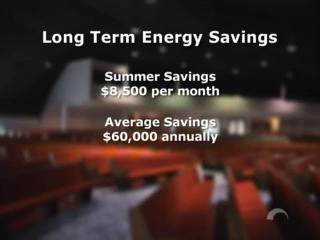 Long Term Energy Savings
Summer Savings
$8,500 per month
Average Savings
$60,000 annually